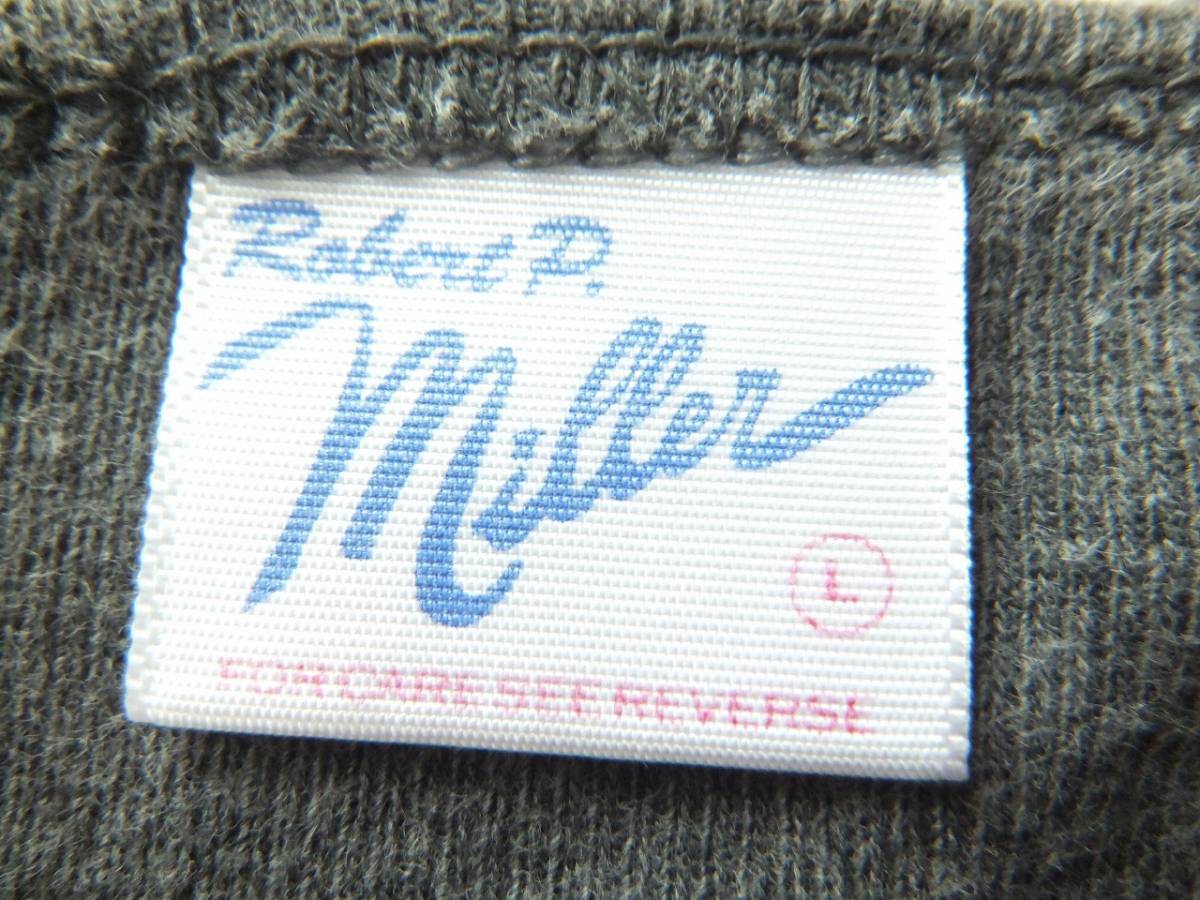 Robert P.
Miller
L
FOR CARE SEE REVERSE